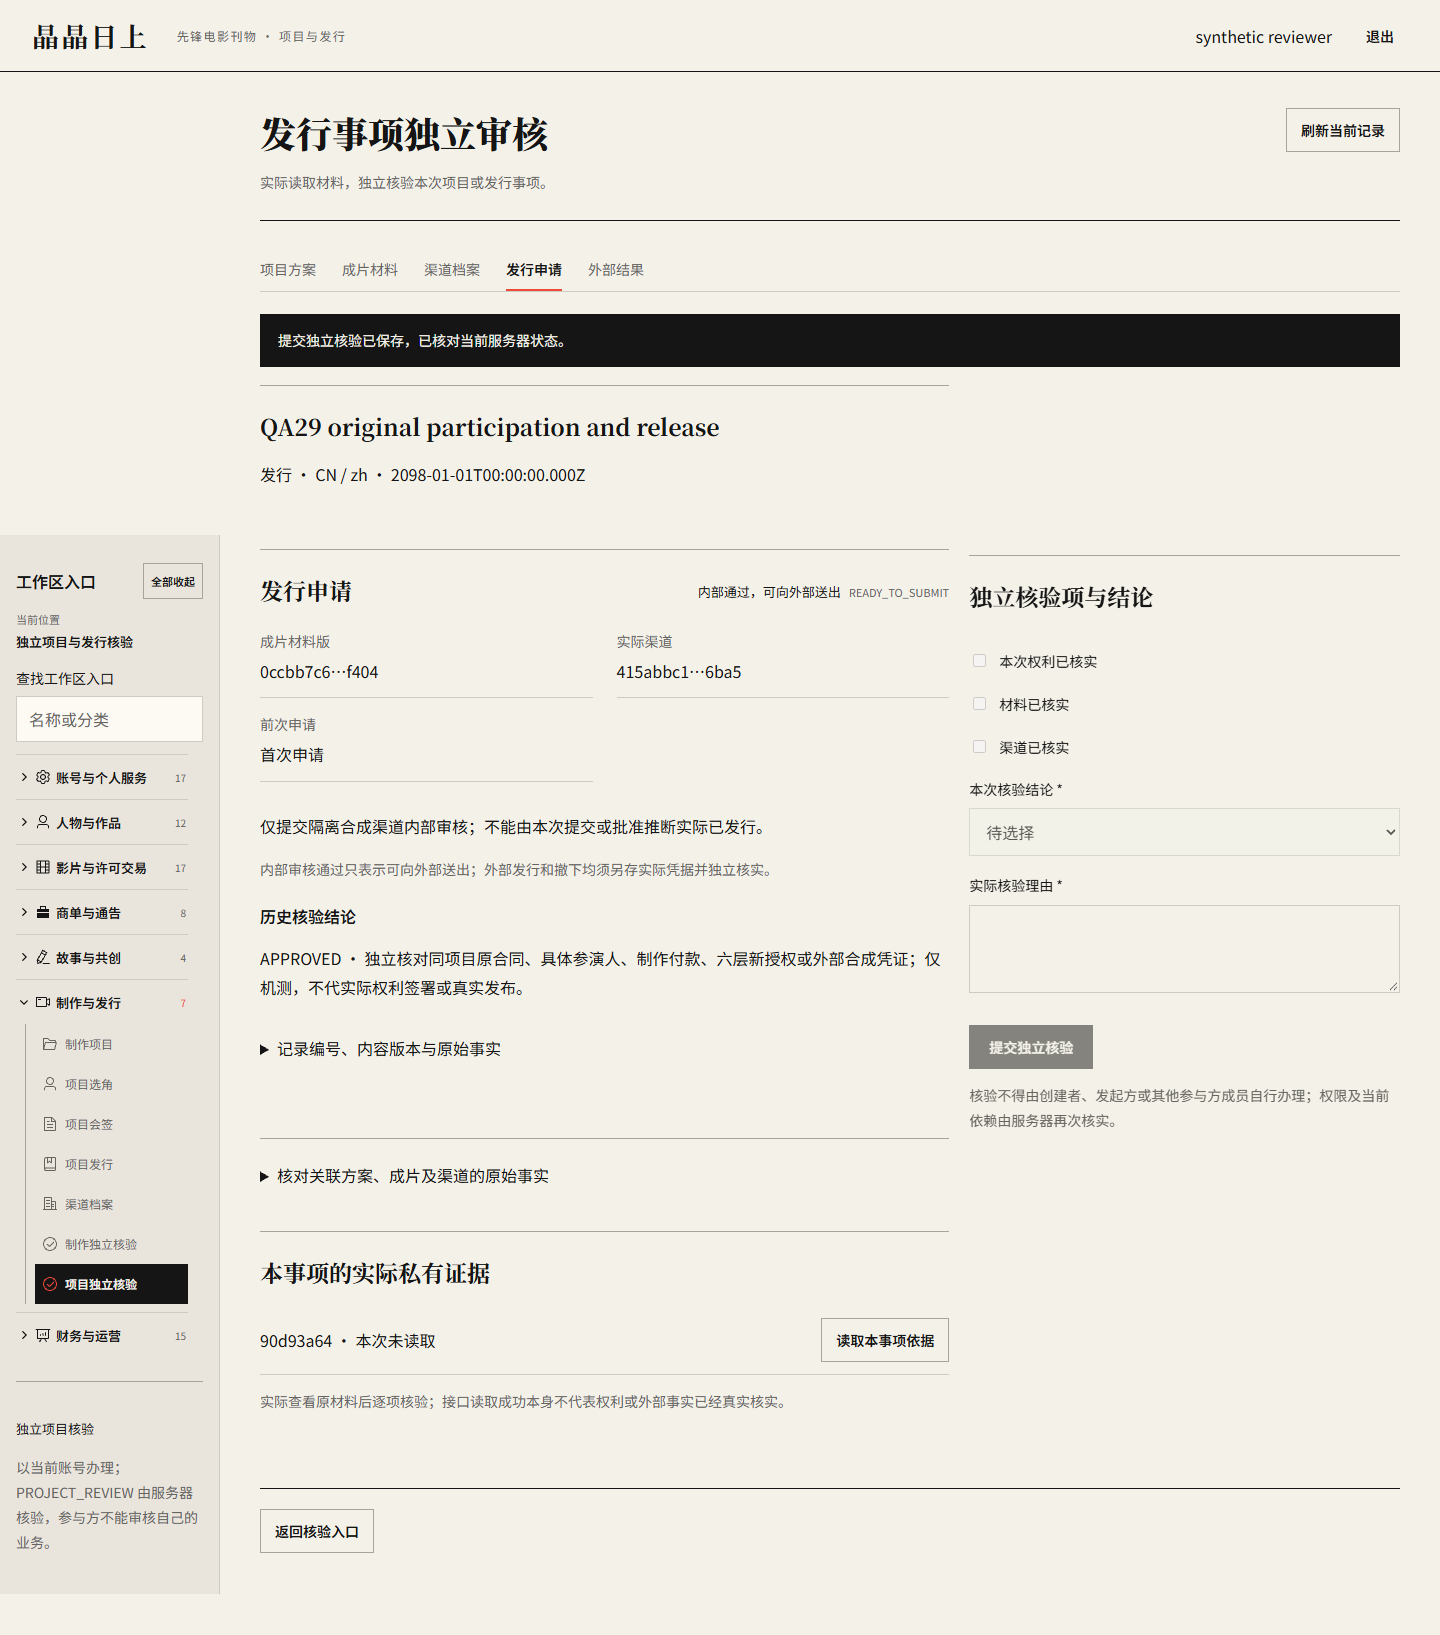 晶晶日上
先锋电影刊物 · 项目与发行
synthetic reviewer
退出
发行事项独立审核
刷新当前记录
实际读取材料，独立核验本次项目或发行事项。
项目方案
成片材料
渠道档案
发行申请
外部结果
提交独立核验已保存，已核对当前服务器状态。
QA29 original participation and release
发行 · CN / zh · 2098-01-01T00:00:00.000Z
工作区入口
全部收起
当前位置
独立项目与发行核验
查找工作区入口
名称或分类
账号与个人服务 17
人物与作品 12
影片与许可交易 17
商单与通告 8
故事与共创 4
制作与发行 7
制作项目
项目选角
项目会签
项目发行
渠道档案
制作独立核验
项目独立核验
财务与运营 15
独立项目核验
以当前账号办理；
PROJECT_REVIEW 由服务器
核验，参与方不能审核自己的
业务。
发行申请
内部通过，可向外部送出 READY_TO_SUBMIT
成片材料版
0ccbb7c6···f404
实际渠道
415abbc1···6ba5
前次申请
首次申请
仅提交隔离合成渠道内部审核；不能由本次提交或批准推断实际已发行。
内部审核通过只表示可向外部送出；外部发行和撤下均须另存实际凭据并独立核实。
历史核验结论
APPROVED · 独立核对同项目原合同、具体参演人、制作付款、六层新授权或外部合成凭证；仅
机测，不代实际权利签署或真实发布。
记录编号、内容版本与原始事实
核对关联方案、成片及渠道的原始事实
本事项的实际私有证据
90d93a64 · 本次未读取
读取本事项依据
实际查看原材料后逐项核验；接口读取成功本身不代表权利或外部事实已经真实核实。
返回核验入口
独立核验项与结论
本次权利已核实
材料已核实
渠道已核实
本次核验结论 *
待选择
实际核验理由 *
提交独立核验
核验不得由创建者、发起方或其他参与方成员自行办理；权限及当前
依赖由服务器再次核实。